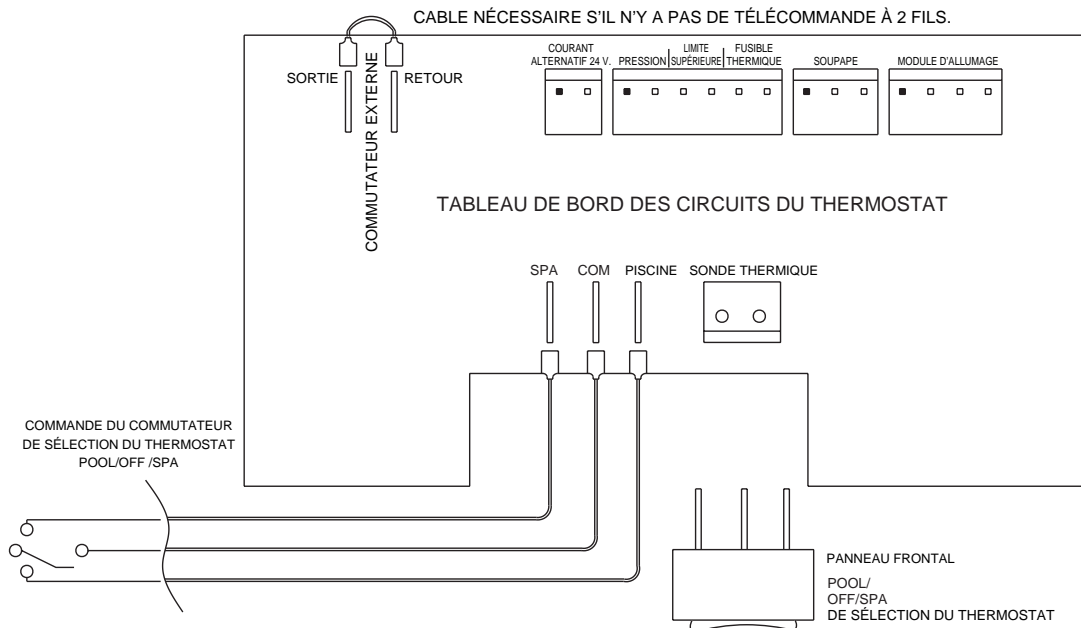 CABLE NÉCESSAIRE S'IL N'Y A PAS DE TÉLÉCOMMANDE À 2 FILS.
SORTIE
RETOUR
COMMUTATEUR EXTERNE
COURANT
ALTERNATIF 24 V.
PRESSION
LIMITE
SUPÉRIEURE
FUSIBLE
THERMIQUE
SOUPAPE
MODULE D'ALLUMAGE
TABLEAU DE BORD DES CIRCUITS DU THERMOSTAT
SPA
COM
PISCINE
SONDE THERMIQUE
COMMANDE DU COMMUTATEUR
DE SÉLECTION DU THERMOSTAT
POOL/OFF /SPA
PANNEAU FRONTAL
POOL/
OFF/SPA
DE SÉLECTION DU THERMOSTAT